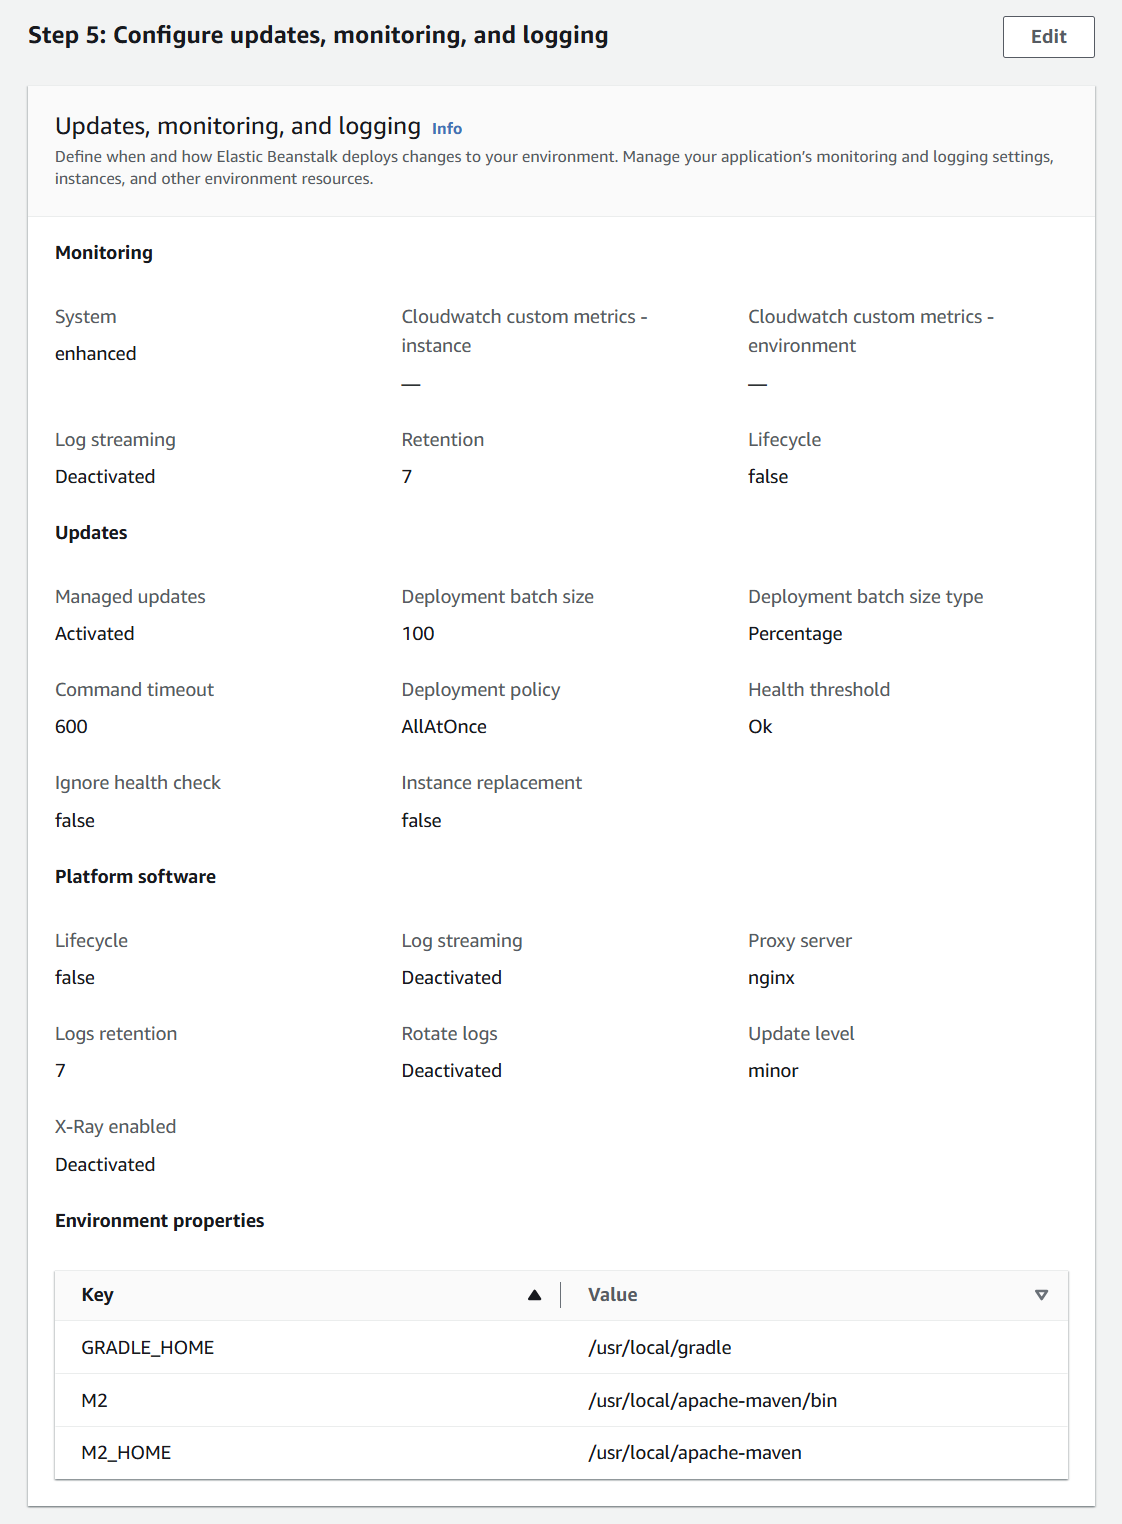 Step 5: Configure updates, monitoring, and logging
Edit
Updates, monitoring, and logging Info
Define when and how Elastic Beanstalk deploys changes to your environment. Manage your application’s monitoring and logging settings,
instances, and other environment resources.
Monitoring
System
enhanced
Cloudwatch custom metrics -
instance
—
Cloudwatch custom metrics -
environment
—
Log streaming
Deactivated
Retention
7
Lifecycle
false
Updates
Managed updates
Activated
Deployment batch size
100
Deployment batch size type
Percentage
Command timeout
600
Deployment policy
AllAtOnce
Health threshold
Ok
Ignore health check
false
Instance replacement
false
Platform software
Lifecycle
false
Log streaming
Deactivated
Proxy server
nginx
Logs retention
7
Rotate logs
Deactivated
Update level
minor
X-Ray enabled
Deactivated
Environment properties
Key Value
GRADLE_HOME /usr/local/gradle
M2 /usr/local/apache-maven/bin
M2_HOME /usr/local/apache-maven